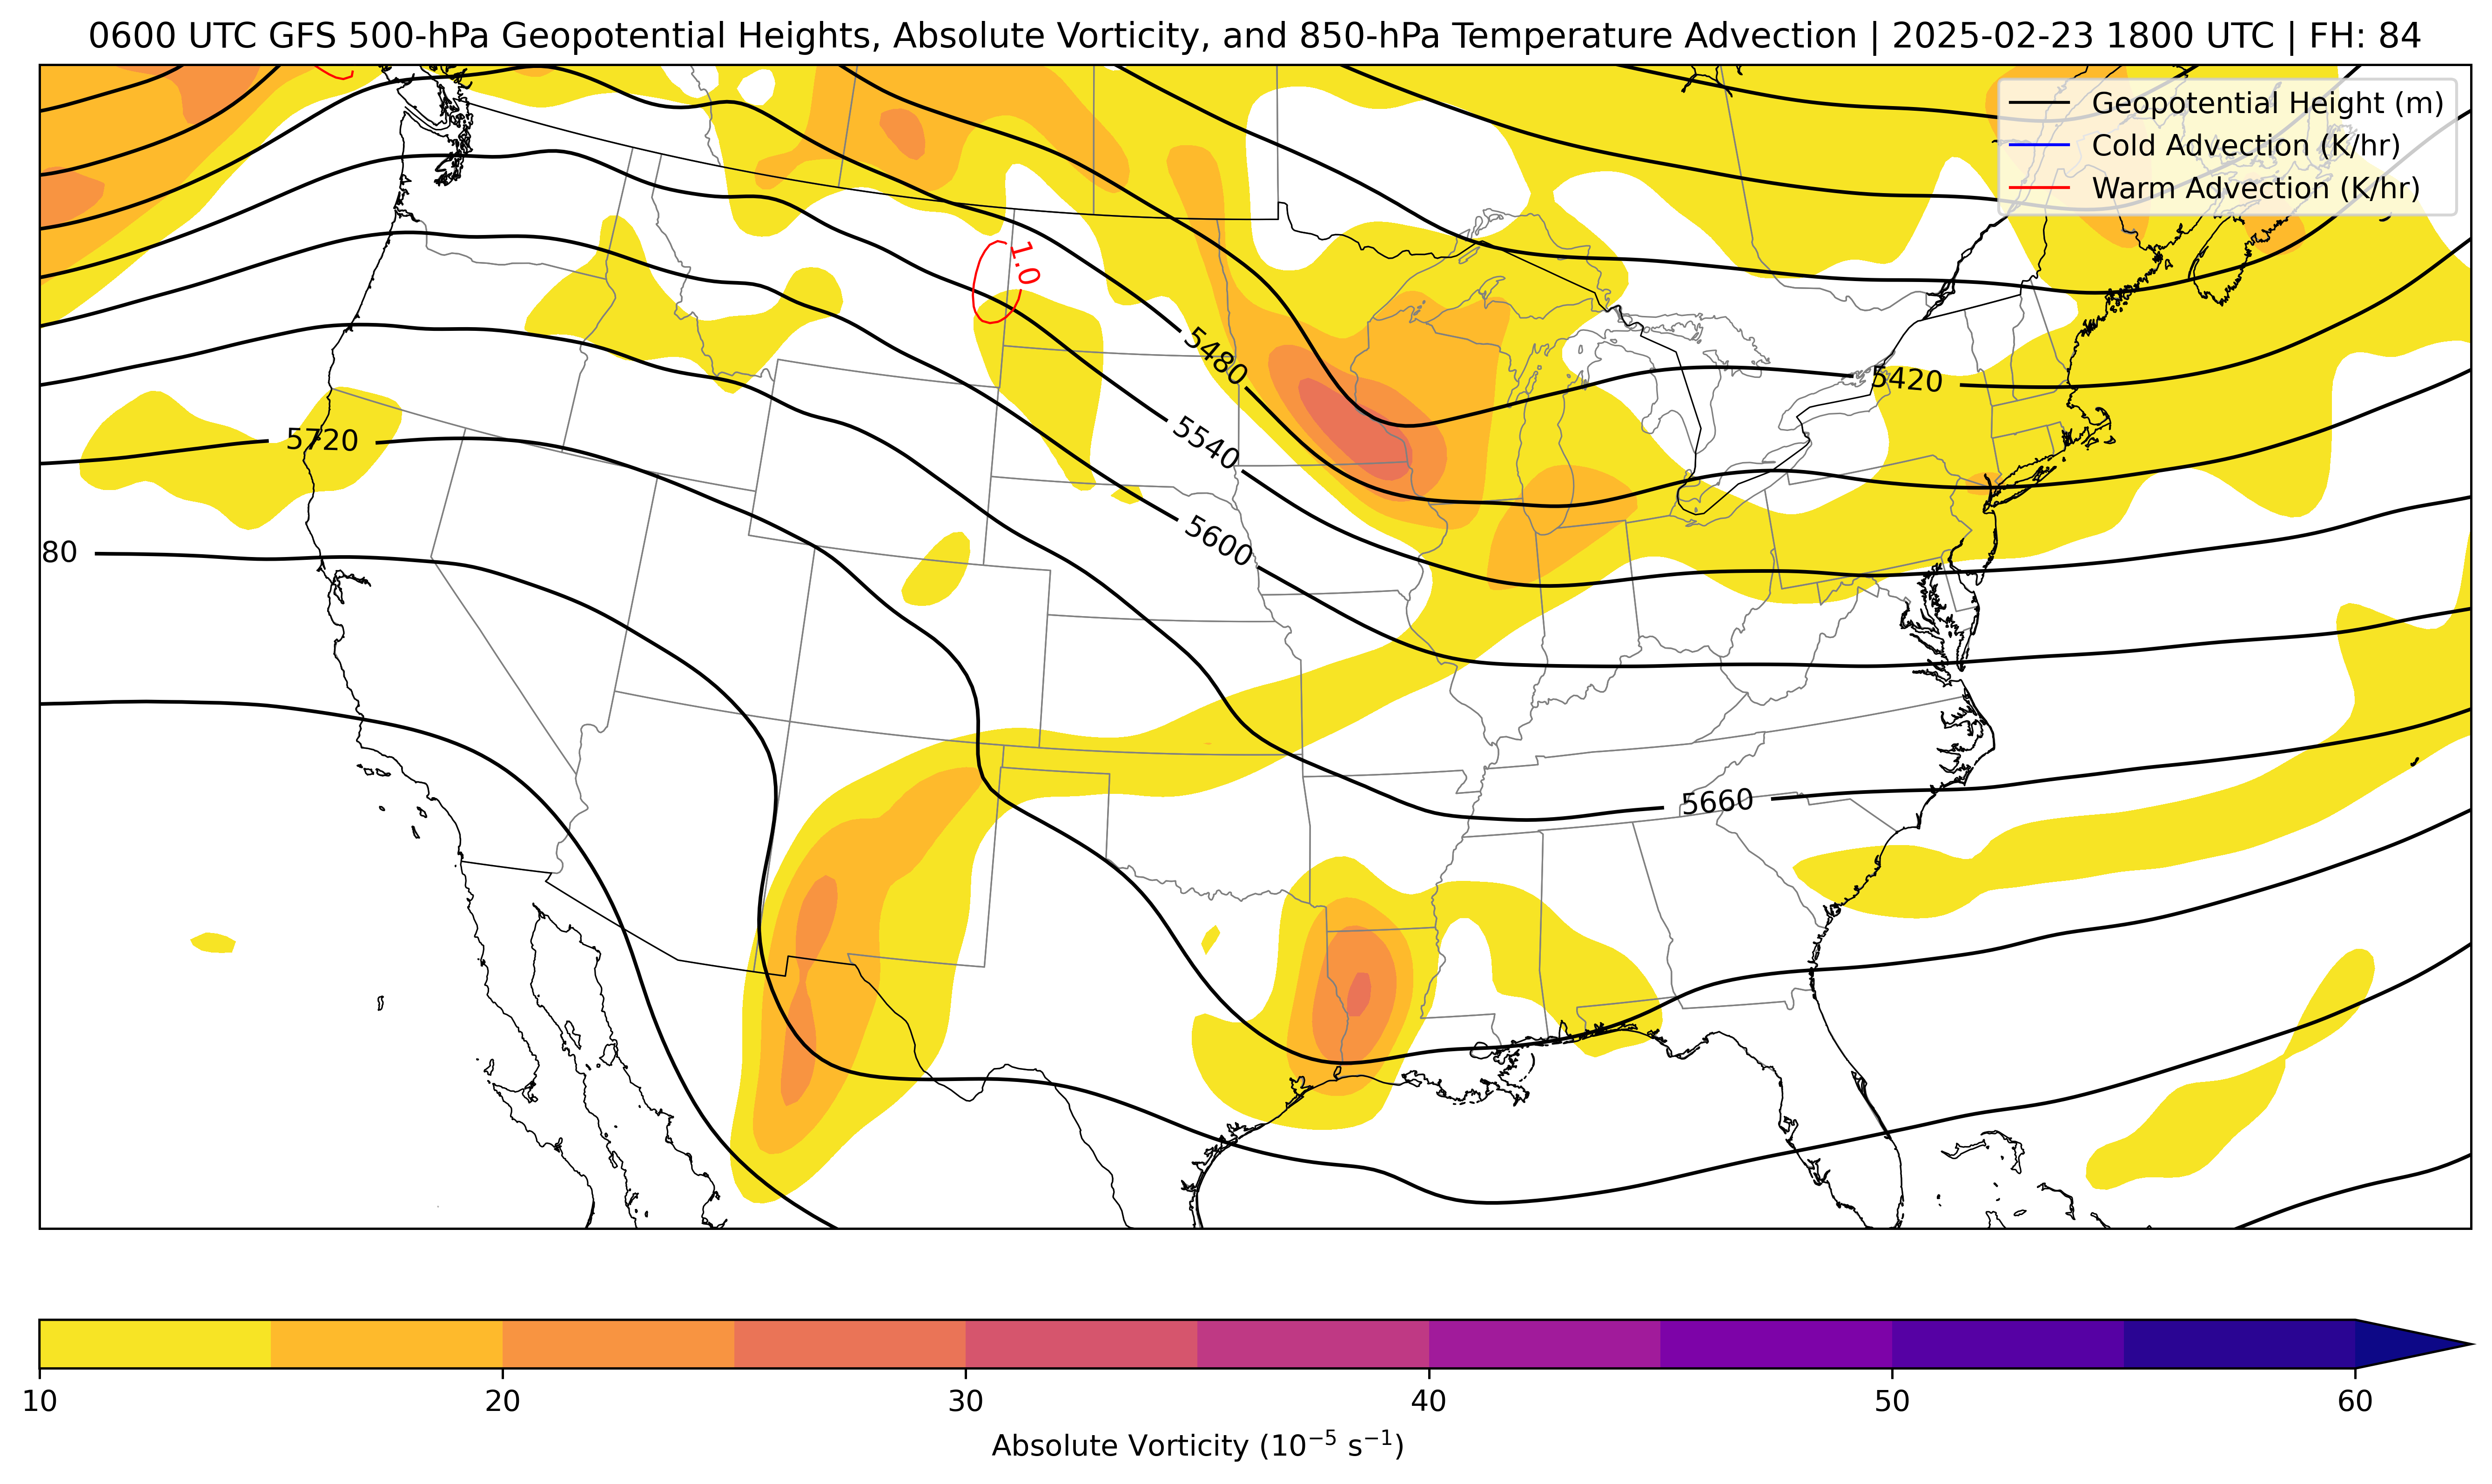 0600 UTC GFS 500-hPa Geopotential Heights, Absolute Vorticity, and 850-hPa Temperature Advection | 2025-02-23 1800 UTC | FH: 84
Geopotential Height (m)
Cold Advection (K/hr)
Warm Advection (K/hr)
1.0
5480
5420
5540
5720
5600
80
5660
10
20
30
40
50
60
Absolute Vorticity (10⁻⁵ s⁻¹)